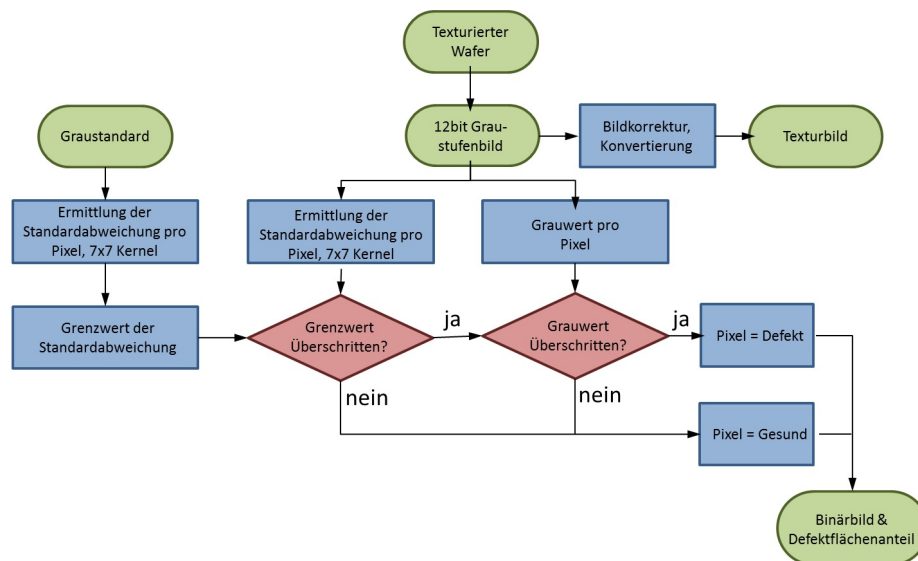 Texturierter
Wafer
Graustandard
12bit Grau-
stufenbild
Bildkorrektur,
Konvertierung
Texturbild
Ermittlung der
Standardabweichung pro
Pixel, 7x7 Kernel
Ermittlung der
Standardabweichung pro
Pixel, 7x7 Kernel
Grauwert pro
Pixel
Grenzwert der
Standardabweichung
Grenzwert
Überschritten?
ja
Grauwert
Überschritten?
ja
Pixel = Defekt
nein
nein
Pixel = Gesund
Binärbild &
Defektflächenanteil